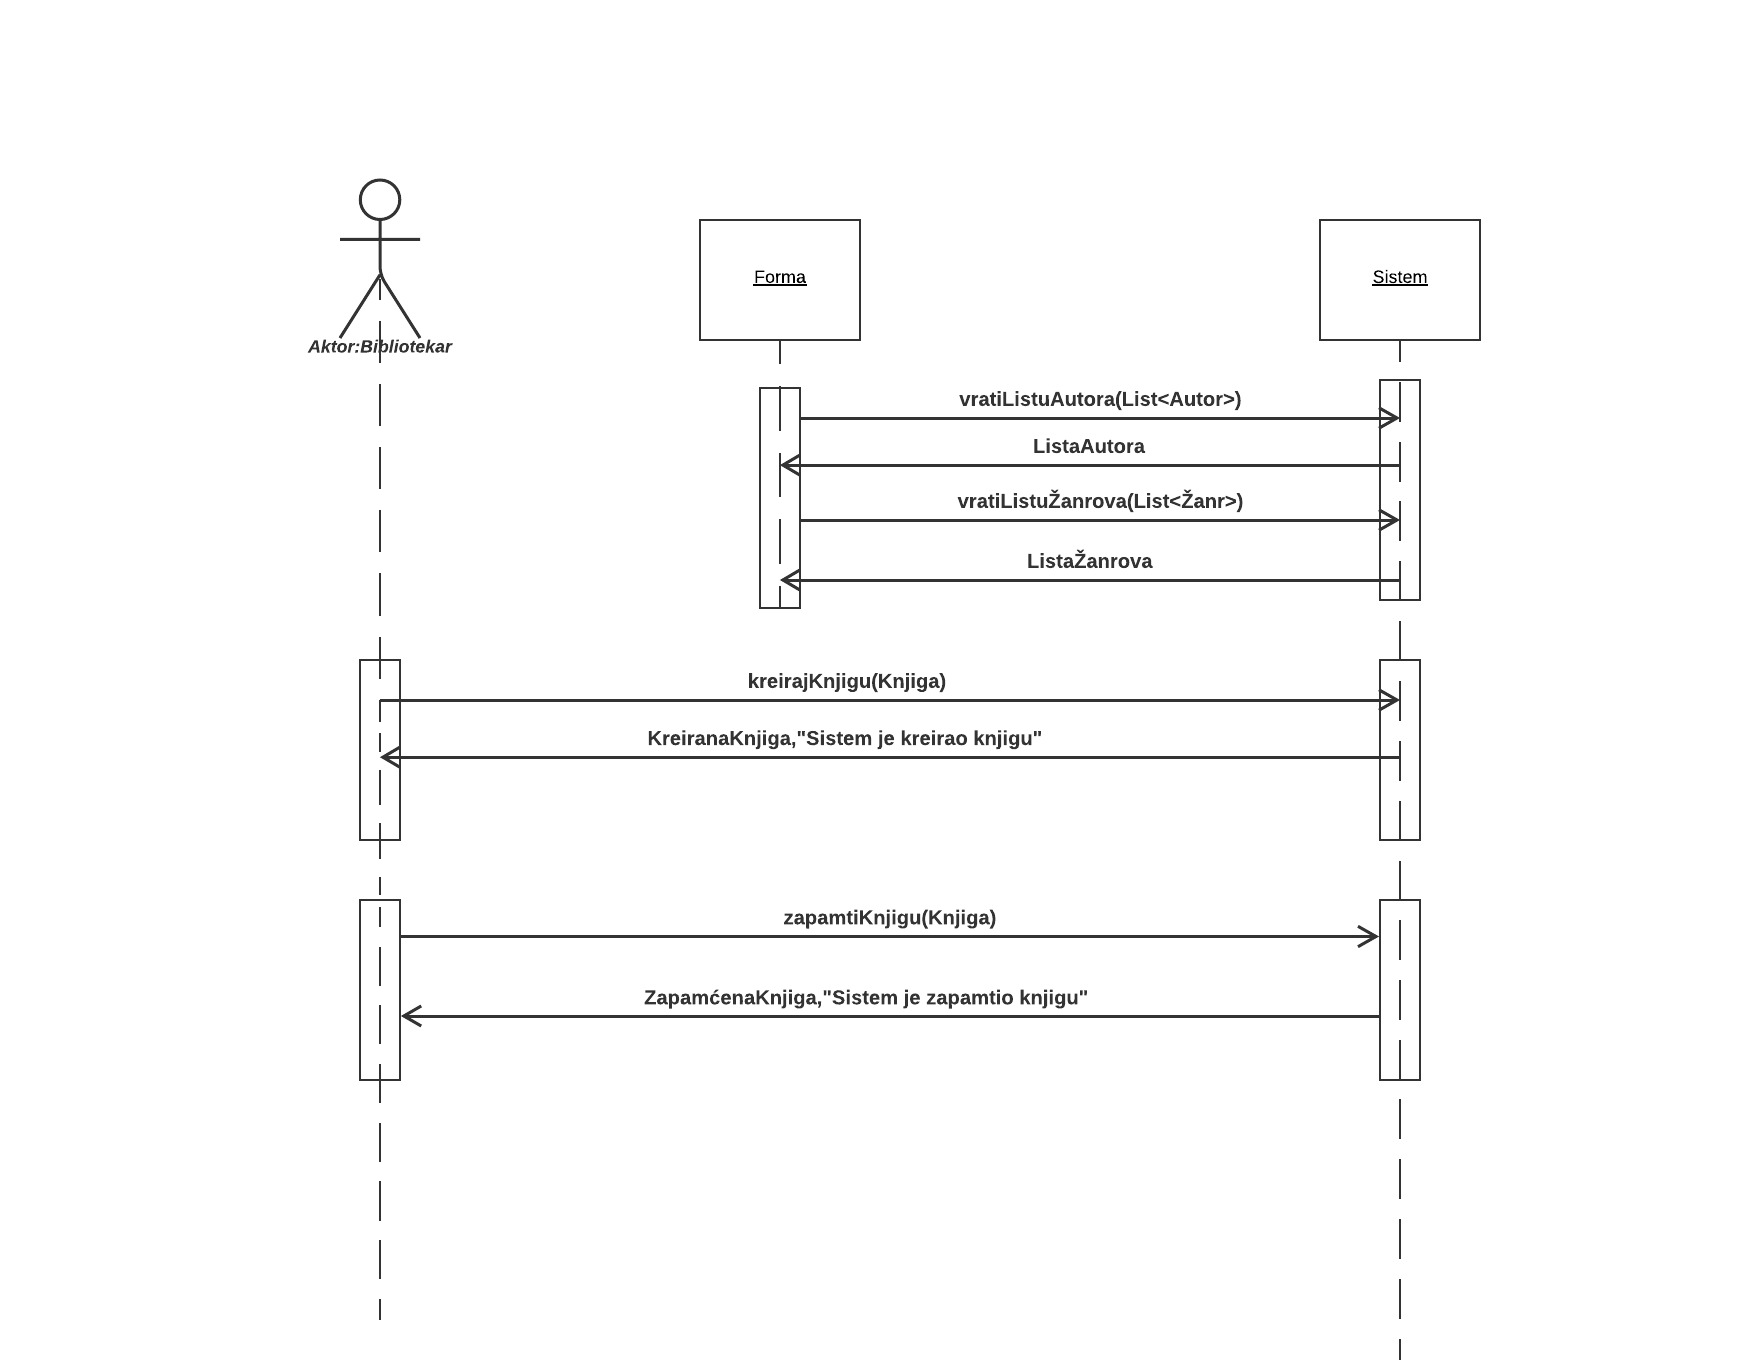 Forma
Sistem
Aktor:Bibliotekar
vratiListuAutora(List<Autor>)
ListaAutora
vratiListuŽanrova(List<Žanr>)
ListaŽanrova
kreirajKnjigu(Knjiga)
KreiranaKnjiga,"Sistem je kreirao knjigu"
zapamtiKnjigu(Knjiga)
ZapamćenaKnjiga,"Sistem je zapamtio knjigu"